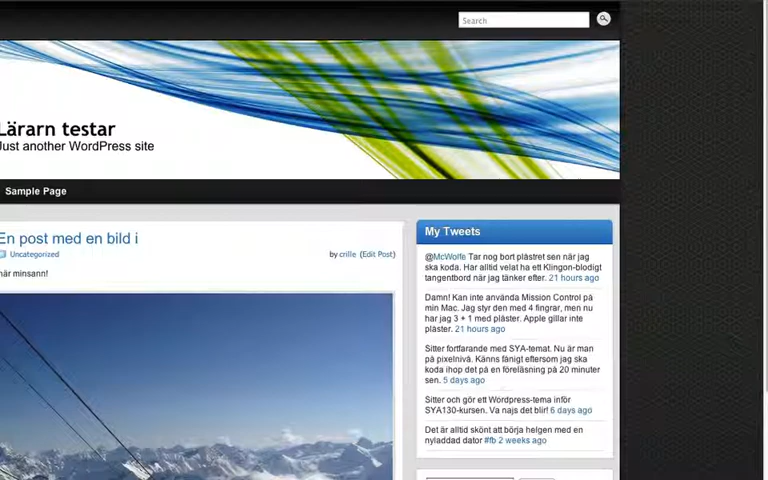 Search
Lärarn testar
Just another WordPress site
Sample Page
En post med en bild i
Uncategorized
by crille (Edit Post)
här minsann!
My Tweets
@McWolfe Tar nog bort plåstret sen när jag
ska koda. Har alltid velat ha ett Klingon-blodigt
tangentbord när jag tänker efter. 21 hours ago
Damn! Kan inte använda Mission Control på
min Mac. Jag styr den med 4 fingrar, men nu
har jag 3 + 1 med plåster. Apple gillar inte
plåster. 21 hours ago
Sitter fortfarande med SYA-temat. Nu är man
på pixelnivå. Känns fånigt eftersom jag ska
koda ihop det på en föreläsning på 20 minuter
sen. 5 days ago
Sitter och gör ett Wordpress-tema inför
SYA130-kursen. Va najs det blir! 6 days ago
Det är alltid skönt att börja helgen med en
nyladdad dator #fb 2 weeks ago